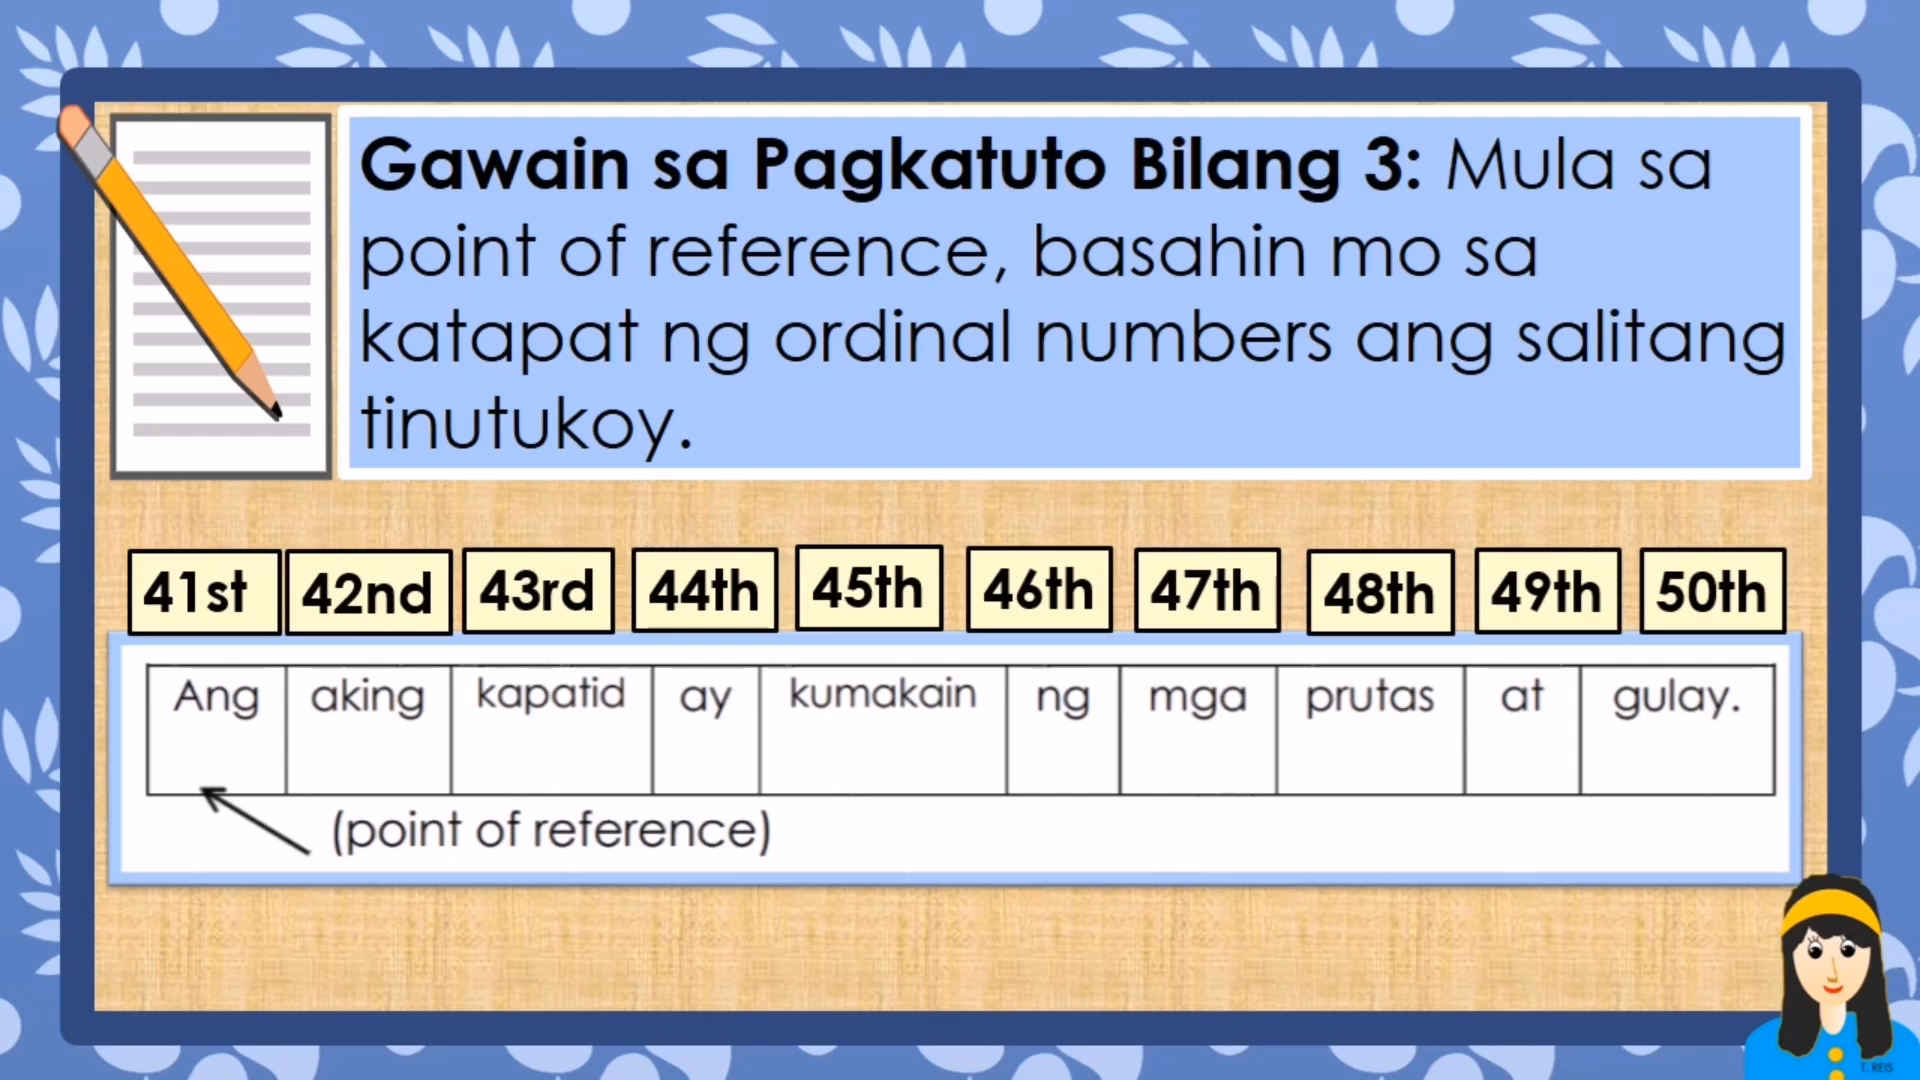 Gawain sa Pagkatuto Bilang 3: Mula sa
point of reference, basahin mo sa
katapat ng ordinal numbers ang salitang
tinutukoy.
41st 42nd 43rd 44th 45th 46th 47th 48th 49th 50th
Ang aking kapatid ay kumakain ng mga prutas at gulay.
(point of reference)
T. REIS